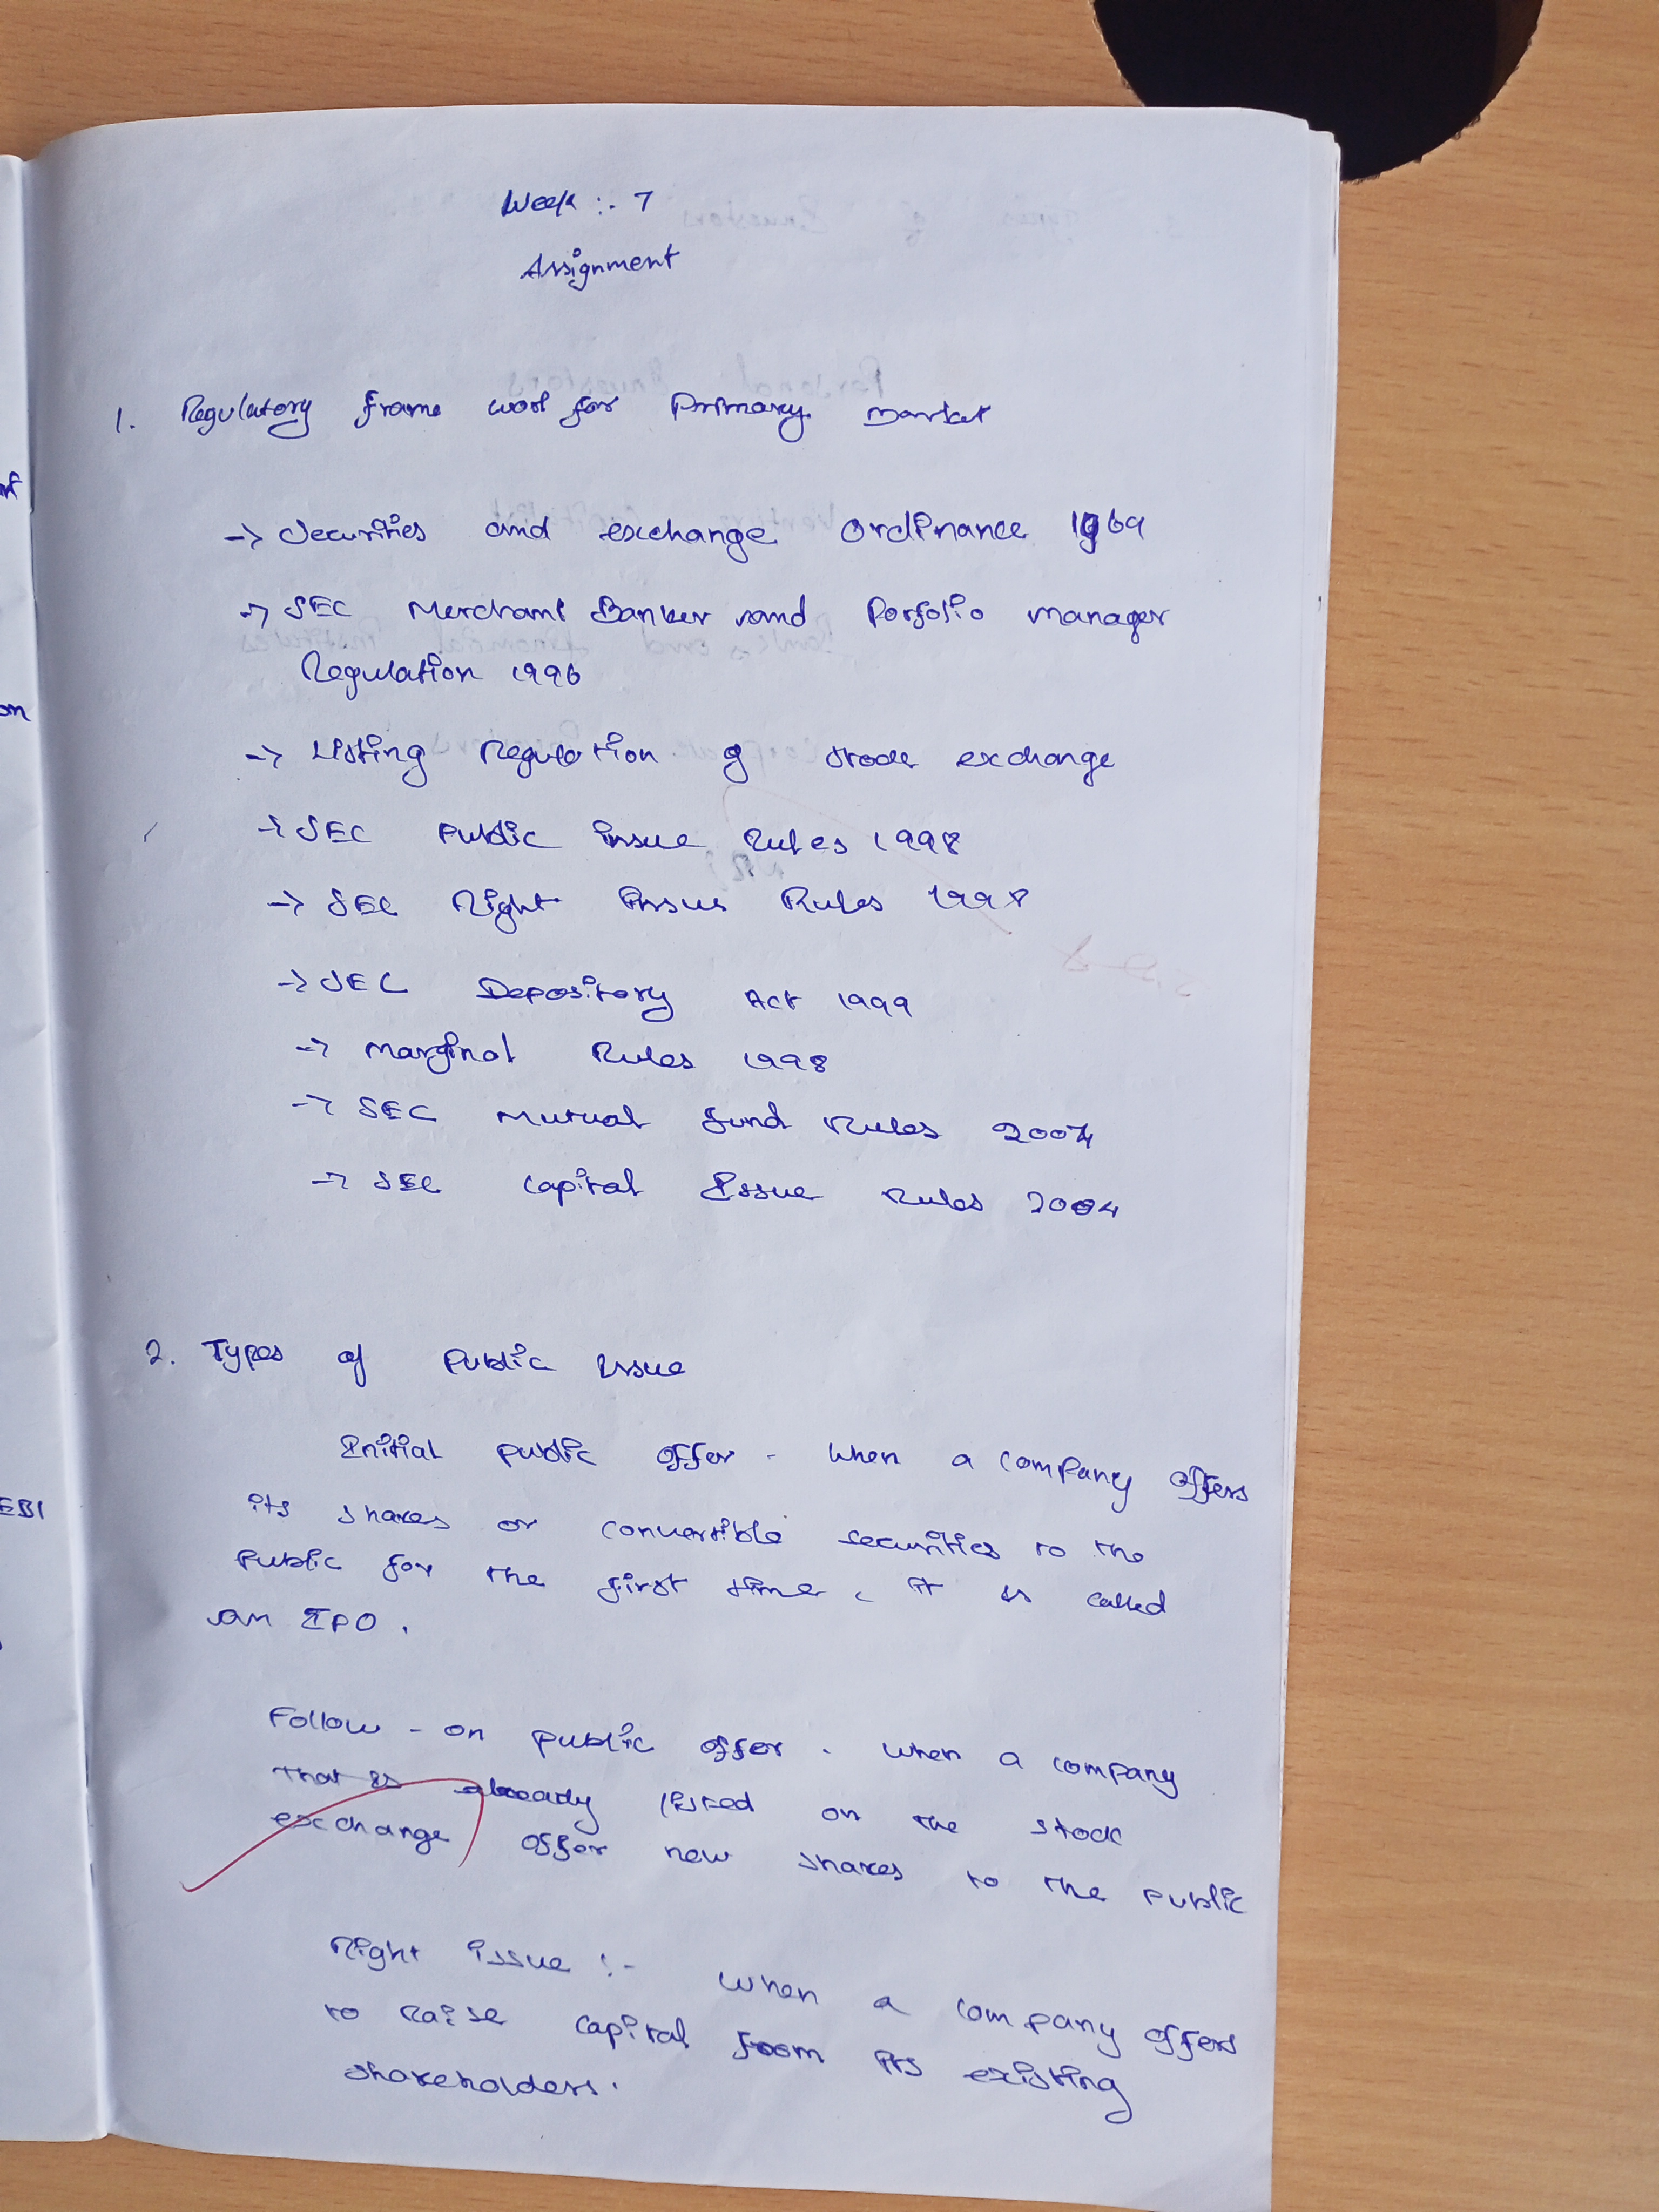 Week :- 7
Assignment
1. Regulatory frame wor for Primary market
-> Securities and exchange Ordinance 1969
-> SEC Merchant Banker and Porfolio manager
Regulation 1996
-> Listing Regulation of stock exchange
-> SEC Public issue Rules 1998
-> SEC Right Issue Rules 1998
-> SEC Depository Act 1999
-> Marginal Rules 1998
-> SEC Mutual fund Rules 2007
-> SEC Capital Issue Rules 2004
2. Types of Public Issue
Initial public offer - When a company offers
its shares or convertible securities to the
public for the first time, it is called
an IPO.
Follow - on public offer - When a company
that is already listed on the stock
exchange offer new shares to the public
Right issue :- When a company offers
to raise capital from its existing
shareholders.